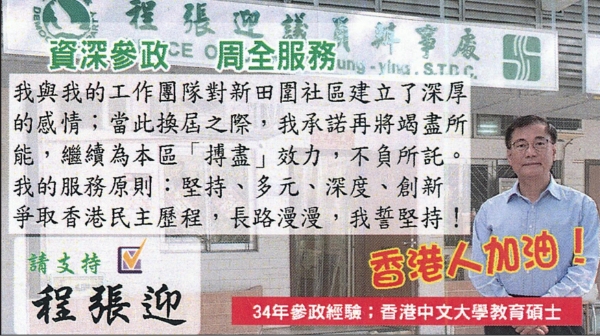 程張迎議員辦事處
資深參政　周全服務
ung-ying, S.T.D.C.
我與我的工作團隊對新田圍社區建立了深厚
的感情；當此換屆之際，我承諾再將竭盡所
能，繼續為本區「搏盡」效力，不負所託。
我的服務原則：堅持、多元、深度、創新
爭取香港民主歷程，長路漫漫，我誓堅持！
香港人加油！
請支持
程張迎
34年參政經驗；香港中文大學教育碩士